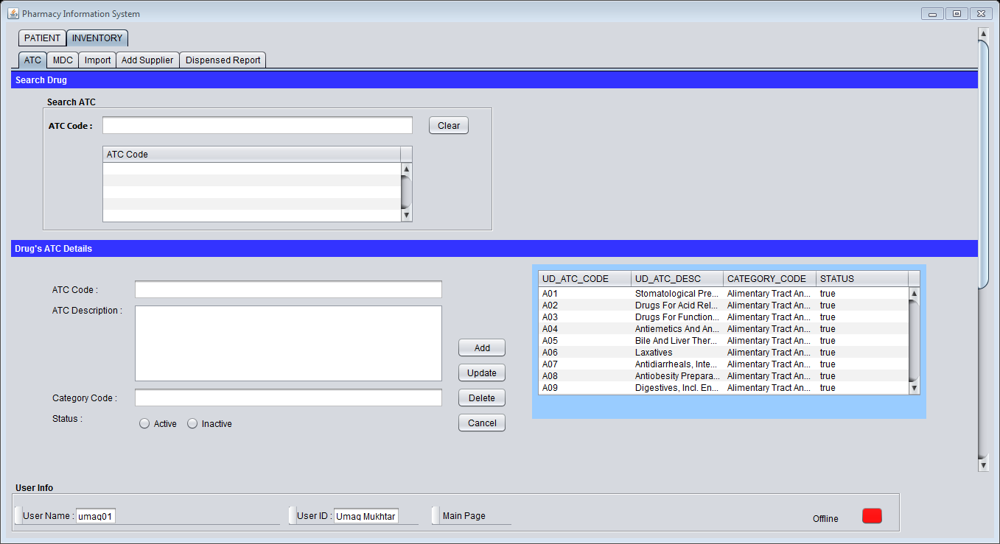 Pharmacy Information System
PATIENT INVENTORY
ATC MDC Import Add Supplier Dispensed Report
Search Drug
Search ATC
ATC Code : Clear
ATC Code
Drug's ATC Details
ATC Code :
ATC Description :
Add
Update
Category Code : Delete
Status : Active Inactive Cancel
UD_ATC_CODE UD_ATC_DESC CATEGORY_CODE STATUS
A01 Stomatological Pre... Alimentary Tract An... true
A02 Drugs For Acid Rel... Alimentary Tract An... true
A03 Drugs For Function... Alimentary Tract An... true
A04 Antiemetics And An... Alimentary Tract An... true
A05 Bile And Liver Ther... Alimentary Tract An... true
A06 Laxatives Alimentary Tract An... true
A07 Antidiarrheals, Inte... Alimentary Tract An... true
A08 Antiobesity Prepara... Alimentary Tract An... true
A09 Digestives, Incl. En... Alimentary Tract An... true
User Info
User Name : umaq01 User ID : Umaq Mukhtar Main Page Offline